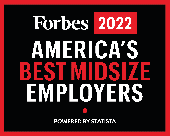 Forbes 2022
AMERICA'S
BEST MIDSIZE
EMPLOYERS
POWERED BY STATISTA